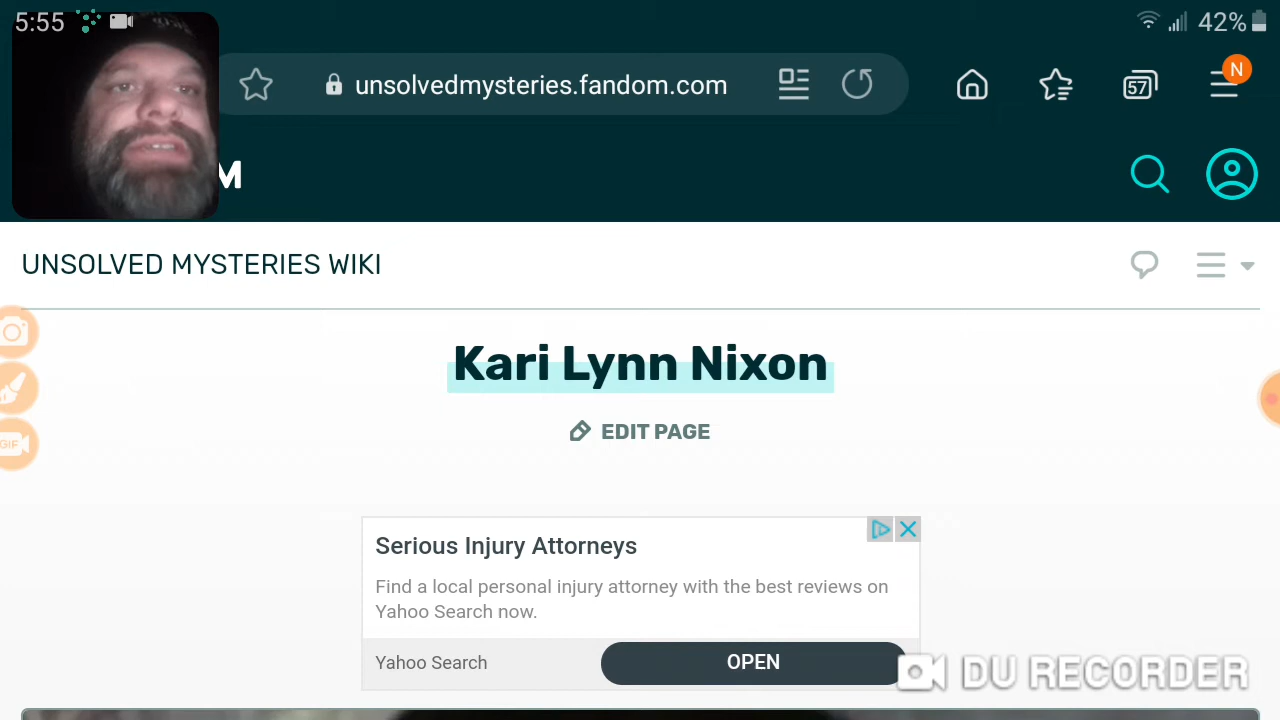 5:55
42%
unsolvedmysteries.fandom.com
57
N
M
UNSOLVED MYSTERIES WIKI
Kari Lynn Nixon
EDIT PAGE
GIF
Serious Injury Attorneys
Find a local personal injury attorney with the best reviews on
Yahoo Search now.
Yahoo Search
OPEN
DU RECORDER